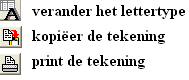 verander het lettertype
kopiëer de tekening
print de tekening